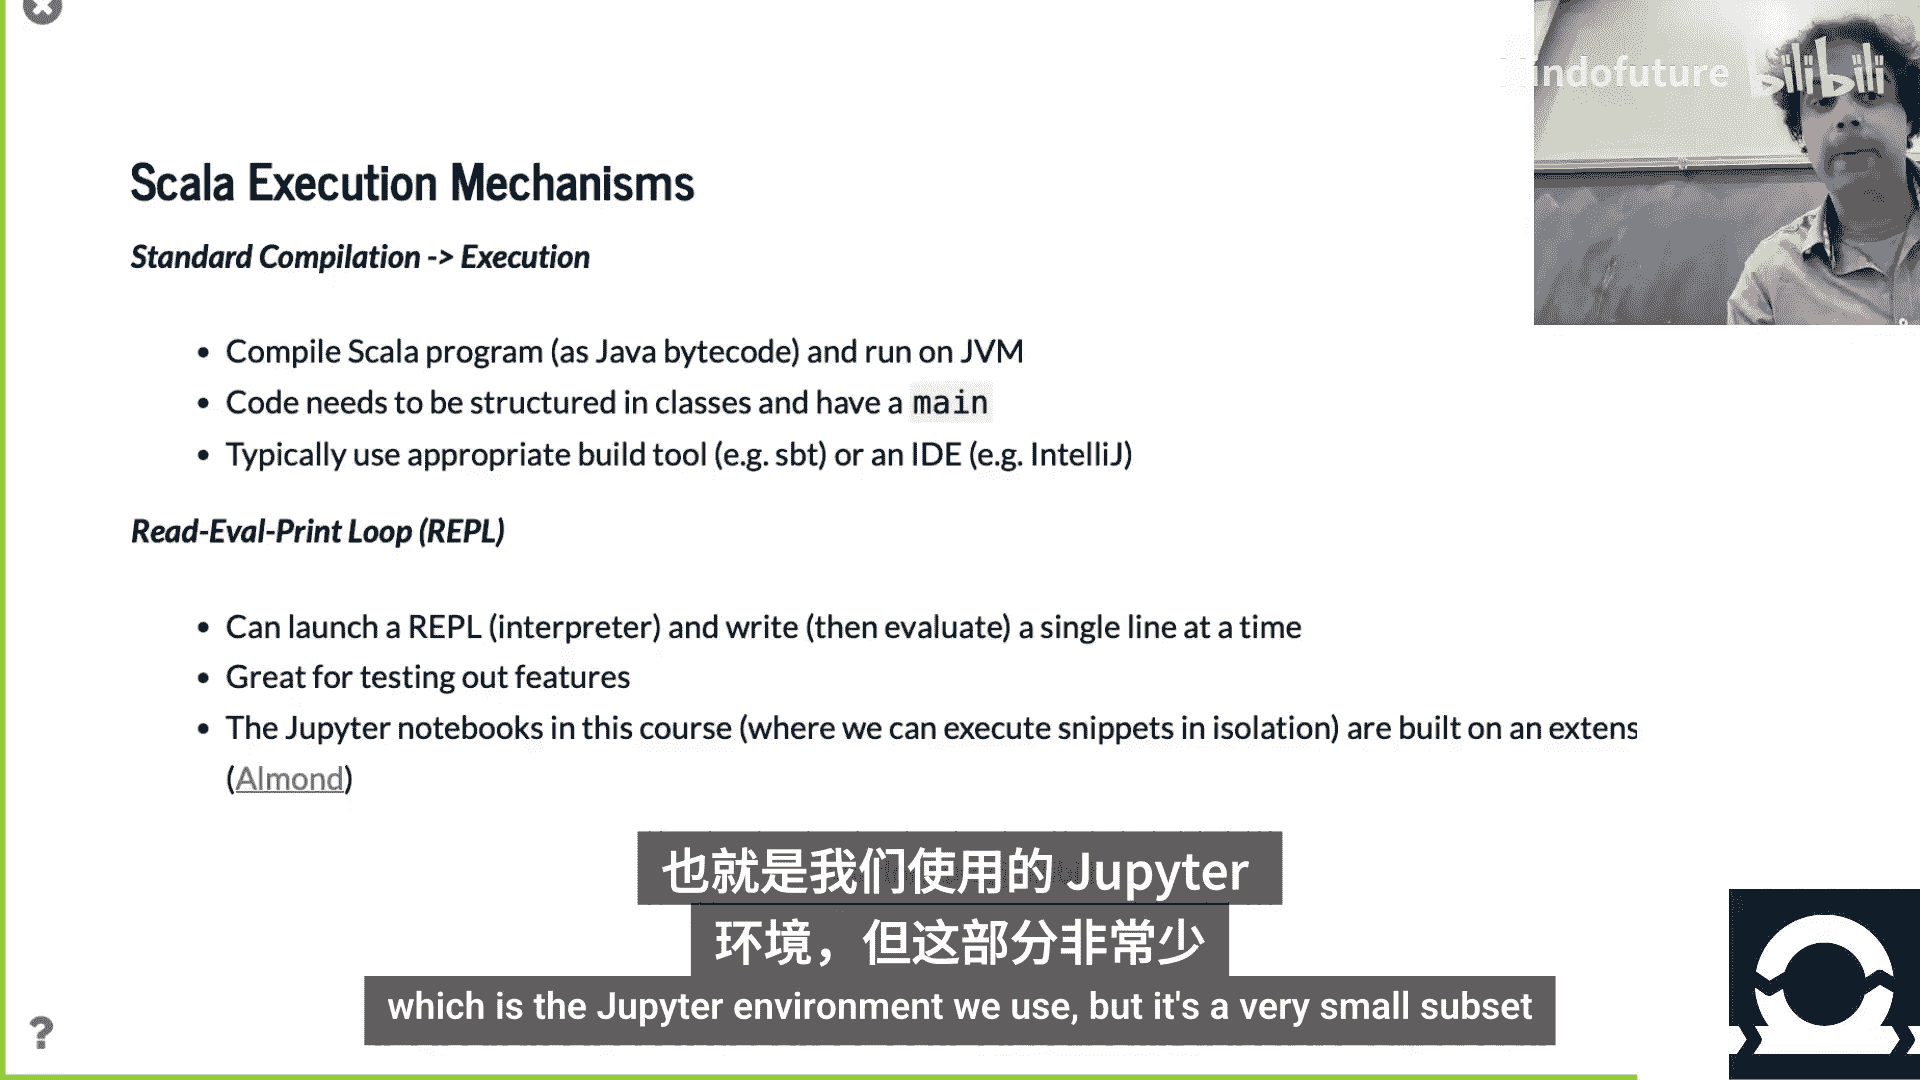 indofuture bilibili
Scala Execution Mechanisms
Standard Compilation -> Execution
• Compile Scala program (as Java bytecode) and run on JVM
• Code needs to be structured in classes and have a main
• Typically use appropriate build tool (e.g. sbt) or an IDE (e.g. IntelliJ)
Read-Eval-Print Loop (REPL)
• Can launch a REPL (interpreter) and write (then evaluate) a single line at a time
• Great for testing out features
• The Jupyter notebooks in this course (where we can execute snippets in isolation) are built on an extens
(Almond)
也就是我们使用的 Jupyter
环境，但这部分非常少
which is the Jupyter environment we use, but it's a very small subset
?